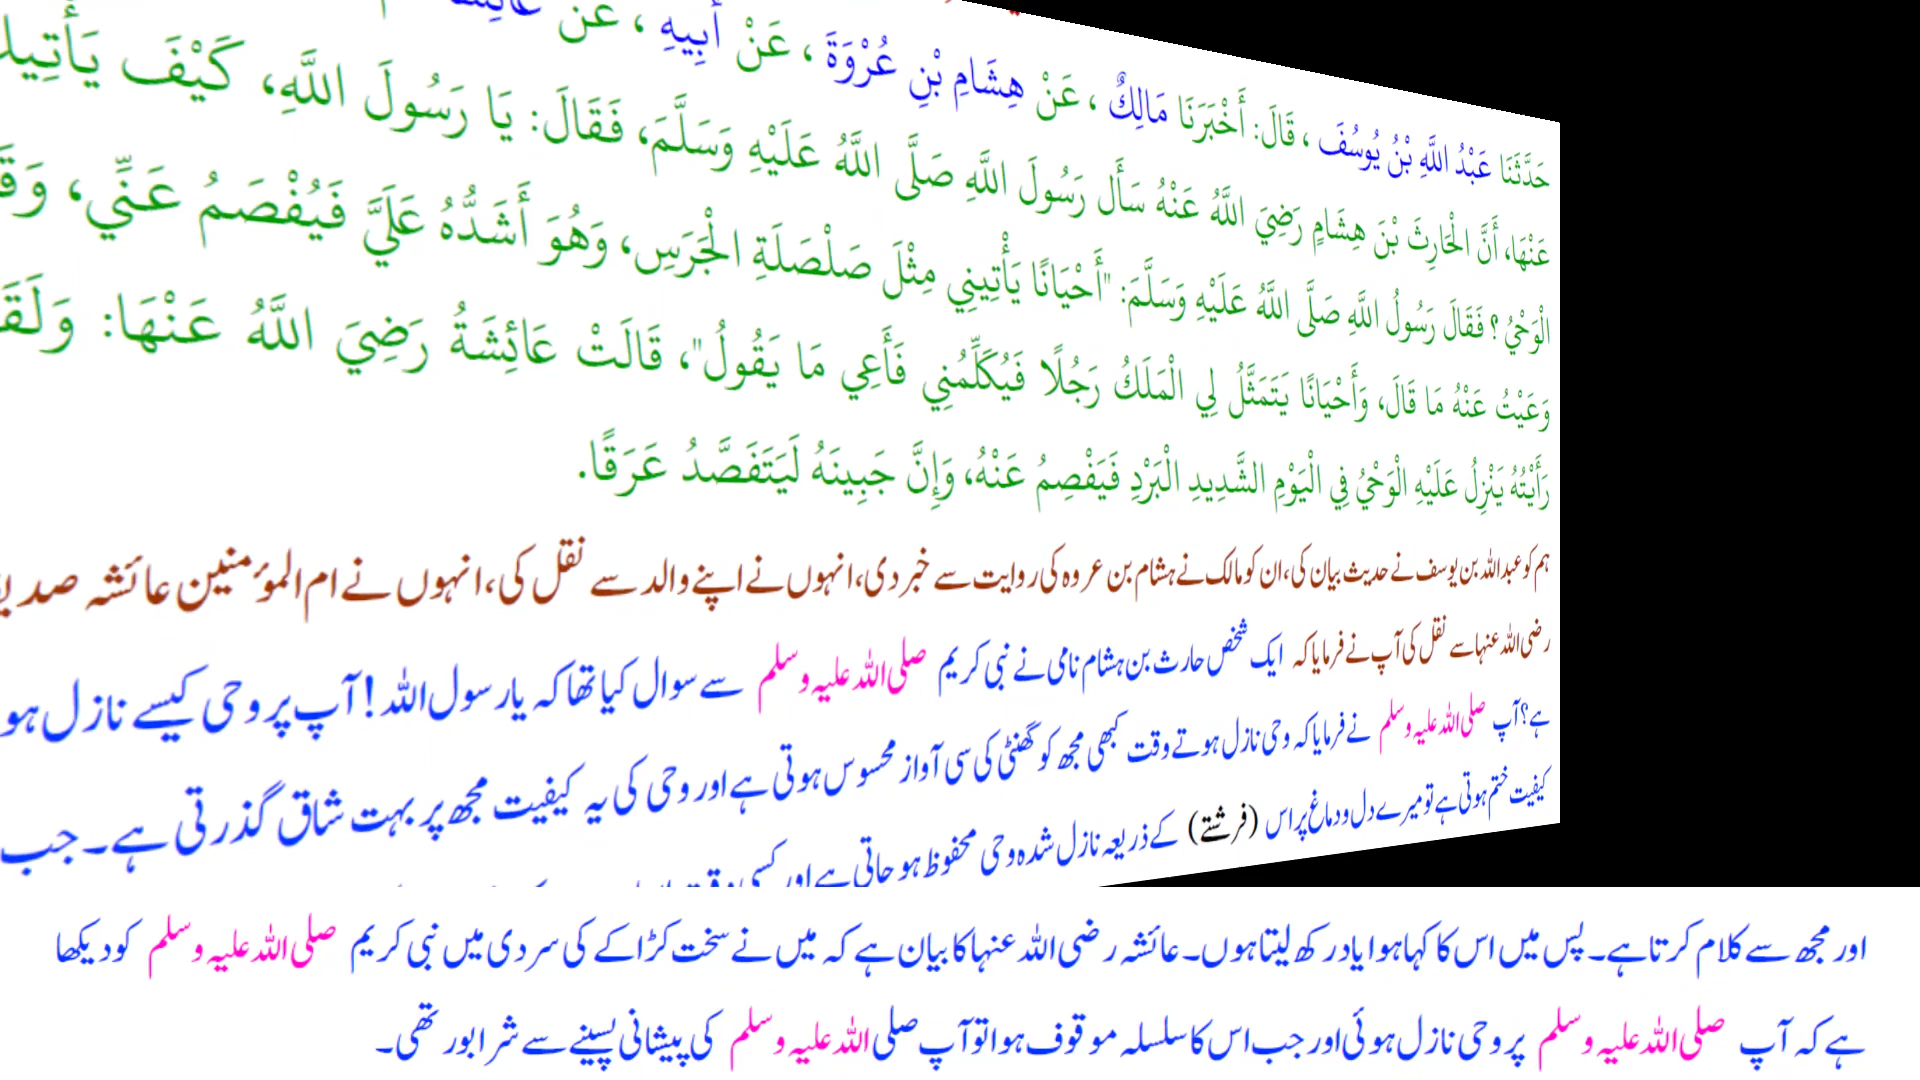 حَدَّثَنَا عَبْدُ اللَّهِ بْنُ يُوسُفَ ، قَالَ: أَخْبَرَنَا مَالِكٌ ، عَنْ هِشَامِ بْنِ عُرْوَةَ ، عَنْ أَبِيهِ ، عَنْ
عَنْهَا، أَنَّ الْحَارِثَ بْنَ هِشَامٍ رَضِيَ اللَّهُ عَنْهُ سَأَل رَسُولَ اللَّهِ صَلَّى اللَّهُ عَلَيْهِ وَسَلَّمَ، فَقَالَ: يَا رَسُولَ اللَّهِ، كَيْفَ
الْوَحْيُ؟ فَقَالَ رَسُولُ اللَّهِ صَلَّى اللَّهُ عَلَيْهِ وَسَلَّمَ: "أَحْيَانًا يَأْتِينِي مِثْلَ صَلْصَلَةِ الْجَرَسِ، وَهُوَ أَشَدُّهُ عَلَيَّ فَيُفْصَمُ عَنِّي،
وَعَيْتُ عَنْهُ مَا قَالَ، وَأَحْيَانًا يَتَمَثَّلُ لِي الْمَلَكُ رَجُلًا فَيُكَلِّمُنِي فَأَعِي مَا يَقُولُ"، قَالَتْ عَائِشَةُ رَضِيَ اللَّهُ عَنْهَا:
رَأَيْتُهُ يَنْزِلُ عَلَيْهِ الْوَحْيُ فِي الْيَوْمِ الشَّدِيدِ الْبَرْدِ فَيَفْصِمُ عَنْهُ، وَإِنَّ جَبِينَهُ لَيَتَفَصَّدُ عَرَقًا.
ہم کو عبداللہ بن یوسف نے حدیث بیان کی، ان کو مالک نے ہشام بن عروہ کی روایت سے خبر دی، انہوں نے اپنے والد سے نقل کی، انہوں نے ام المؤمنین عائشہ
رضی اللہ عنہا سے نقل کی آپ نے فرمایا کہ ایک شخص حارث بن ہشام نامی نے نبی کریم صلی اللہ علیہ وسلم سے سوال کیا تھا کہ یا رسول اللہ! آپ پر وحی کیسے نازل ہو
ہے؟ آپ صلی اللہ علیہ وسلم نے فرمایا کہ وحی نازل ہوتے وقت کبھی مجھ کو گھنٹی کی سی آواز محسوس ہوتی ہے اور وحی کی یہ کیفیت مجھ پر بہت شاق گذرتی ہے۔ جب
کیفیت ختم ہوتی ہے تو میرے دل و دماغ پر اس (فرشتے) کے ذریعہ نازل شدہ وحی محفوظ ہو جاتی ہے اور کسی
اور مجھ سے کلام کرتا ہے۔ پس میں اس کا کہا ہوا یاد رکھ لیتا ہوں۔ عائشہ رضی اللہ عنہا کا بیان ہے کہ میں نے سخت کڑاکے کی سردی میں نبی کریم صلی اللہ علیہ وسلم کو دیکھا
ہے کہ آپ صلی اللہ علیہ وسلم پر وحی نازل ہوئی اور جب اس کا سلسلہ موقوف ہوا تو آپ صلی اللہ علیہ وسلم کی پیشانی پسینے سے شرابور تھی۔